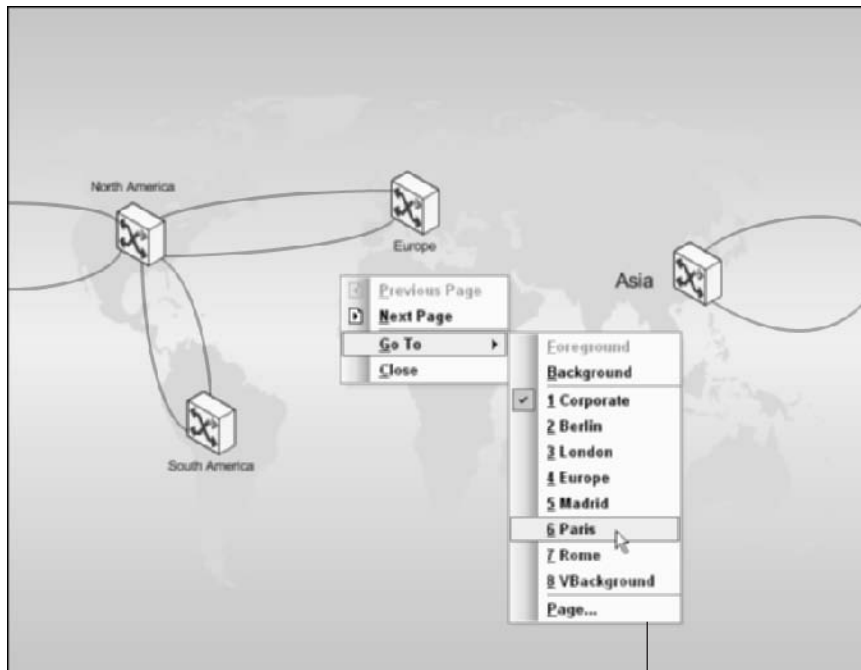 North America
Europe
Asia
South America
Previous Page
Next Page
Go To
Close
Foreground
Background
1 Corporate
2 Berlin
3 London
4 Europe
5 Madrid
6 Paris
7 Rome
8 VBackground
Page...